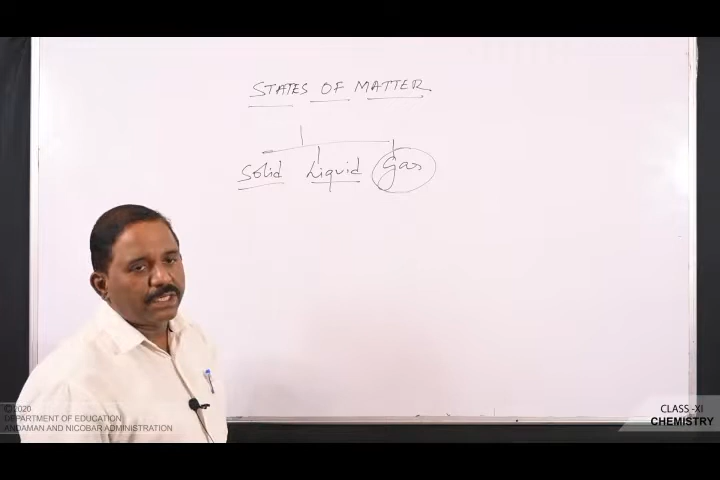 STATES OF MATTER
Solid Liquid Gas
©2020
DEPARTMENT OF EDUCATION
ANDAMAN AND NICOBAR ADMINISTRATION
CLASS -XI
CHEMISTRY